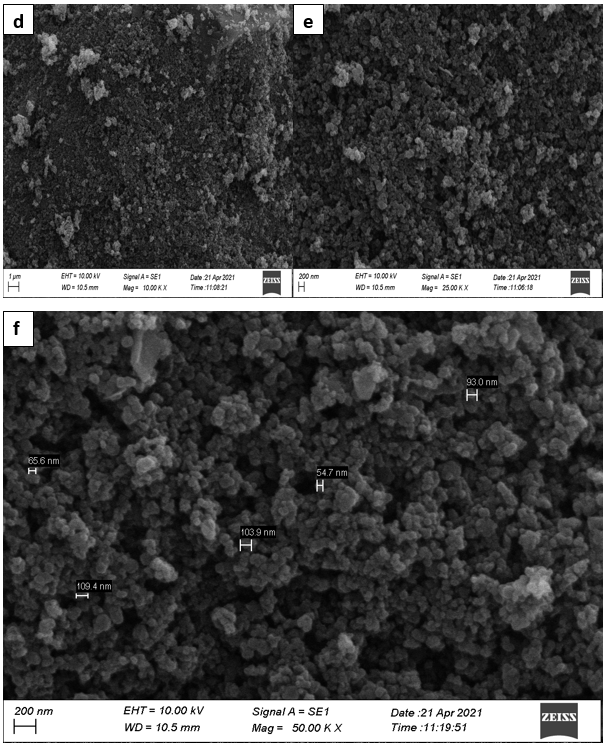 d
1 µm
EHT = 10.00 kV Signal A = SE1 Date :21 Apr 2021
WD = 10.5 mm Mag = 10.00 K X Time :11:08:21
ZEISS
e
200 nm
EHT = 10.00 kV Signal A = SE1 Date :21 Apr 2021
WD = 10.5 mm Mag = 25.00 K X Time :11:06:18
ZEISS
f
93.0 nm
65.6 nm
54.7 nm
103.9 nm
109.4 nm
200 nm
EHT = 10.00 kV Signal A = SE1 Date :21 Apr 2021
WD = 10.5 mm Mag = 50.00 K X Time :11:19:51
ZEISS